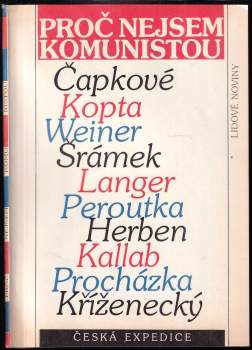 PROČ NEJSEM
KOMUNISTOU
Čapkové
Kopta
Weiner
Šrámek
Langer
Peroutka
Herben
Kallab
Procházka
Kříženecký
LIDOVÉ NOVINY
ČESKÁ EXPEDICE